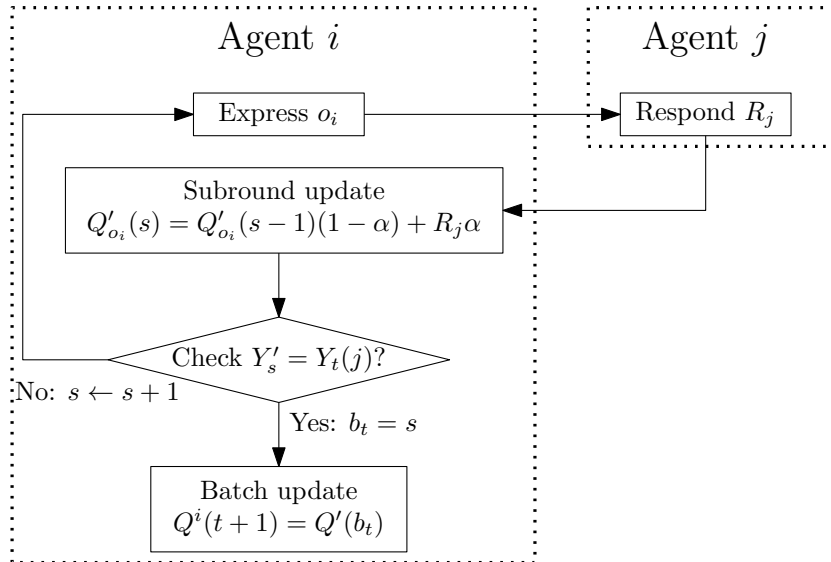 Agent i
Agent j
Express o_i
Respond R_j
Subround update
Q'_{o_i}(s) = Q'_{o_i}(s − 1)(1 − α) + R_jα
Check Y'_s = Y_t(j)?
No: s ← s + 1
Yes: b_t = s
Batch update
Q^i(t + 1) = Q'(b_t)